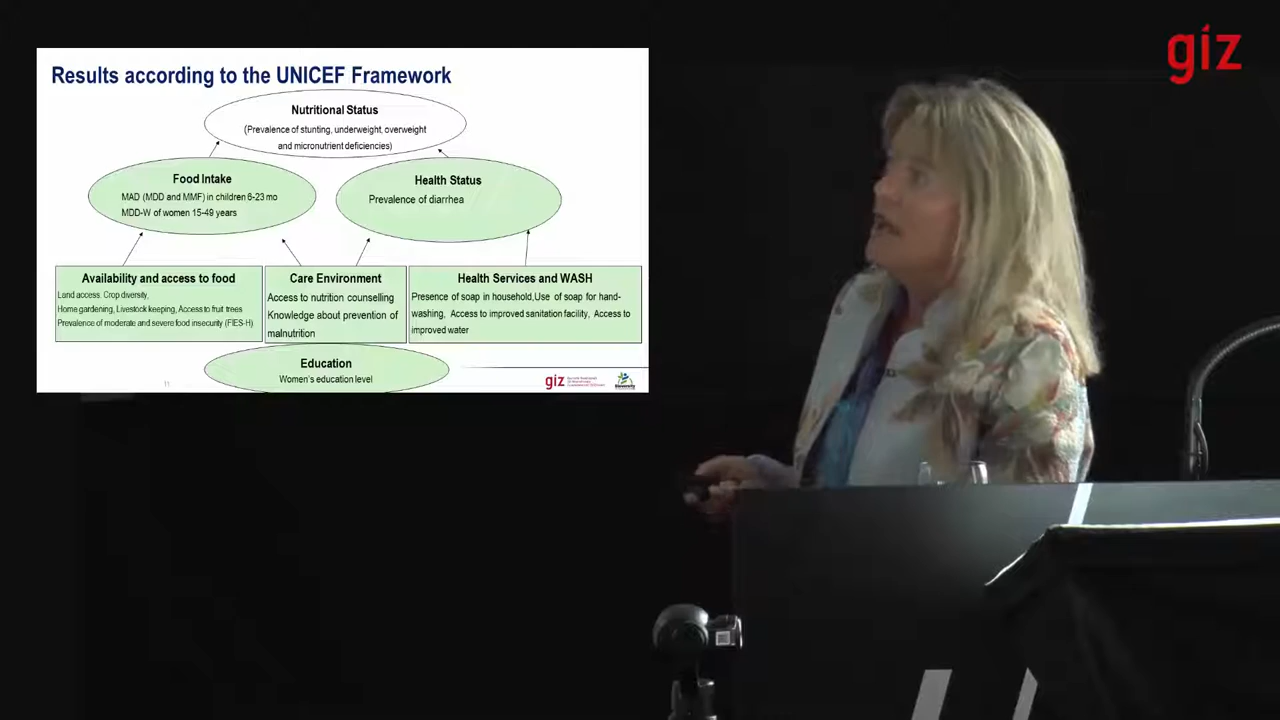 giz
Results according to the UNICEF Framework
Nutritional Status
(Prevalence of stunting, underweight, overweight
and micronutrient deficiencies)
Food Intake
MAD (MDD and MMF) in children 6-23 mo
MDD-W of women 15-49 years
Health Status
Prevalence of diarrhea
Availability and access to food
Land access. Crop diversity,
Home gardening, Livestock keeping, Access to fruit trees
Prevalence of moderate and severe food insecurity (FIES-H)
Care Environment
Access to nutrition counselling
Knowledge about prevention of
malnutrition
Health Services and WASH
Presence of soap in household,Use of soap for hand-
washing, Access to improved sanitation facility, Access to
improved water
Education
Women's education level
11
giz